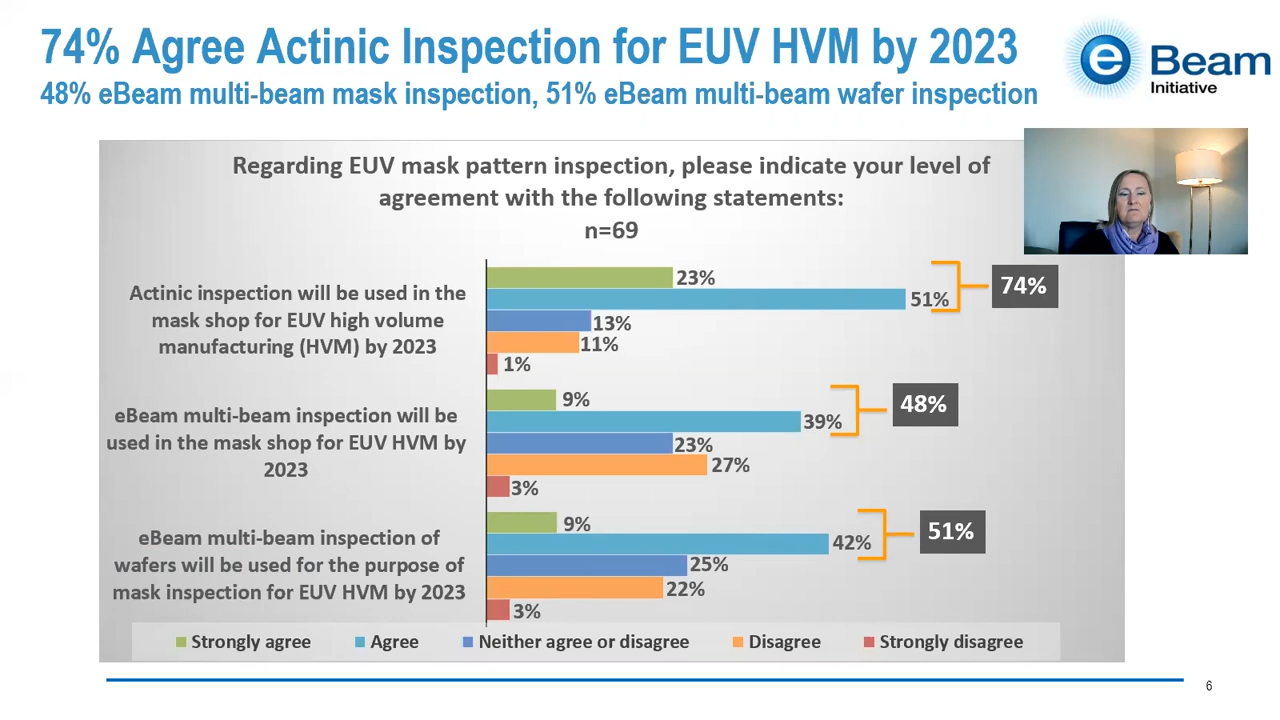 74% Agree Actinic Inspection for EUV HVM by 2023
48% eBeam multi-beam mask inspection, 51% eBeam multi-beam wafer inspection
e Beam
Initiative
Regarding EUV mask pattern inspection, please indicate your level of
agreement with the following statements:
n=69
Actinic inspection will be used in the
mask shop for EUV high volume
manufacturing (HVM) by 2023
23%
51%
13%
11%
1%
74%
eBeam multi-beam inspection will be
used in the mask shop for EUV HVM by
2023
9%
39%
23%
27%
3%
48%
eBeam multi-beam inspection of
wafers will be used for the purpose of
mask inspection for EUV HVM by 2023
9%
42%
25%
22%
3%
51%
Strongly agree Agree Neither agree or disagree Disagree Strongly disagree
6